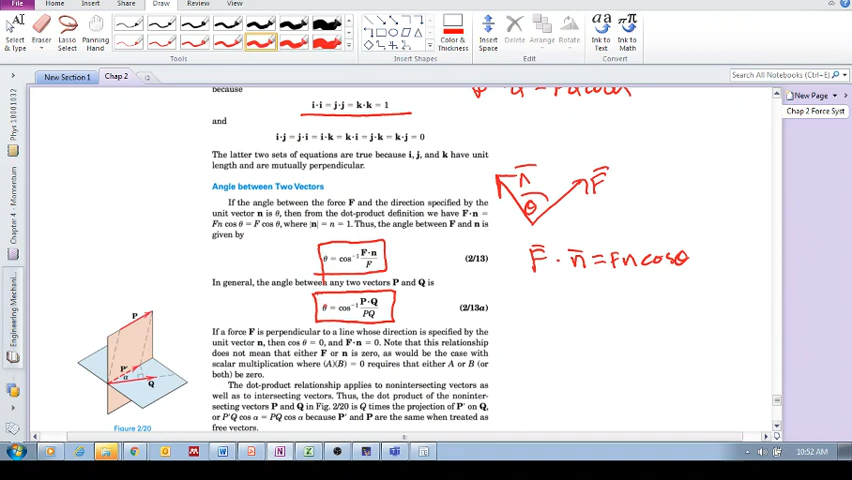 File
Home
Insert
Draw
History
Review
View
Select & Type
Eraser
Lasso Select
Panning Hand
Tools
Insert Shapes
Color & Thickness
Insert Space
Delete
Arrange
Rotate
Edit
Ink to Text
Ink to Math
Convert
New Section 1
Chap 2
Search All Notebooks (Ctrl+E)
New Page
Chap 2 Force Syst
Phys 10001032
Chapter 4 - Momentum
Engineering Mechani
because
i·i = j·j = k·k = 1
and
i·j = j·i = i·k = k·i = j·k = k·j = 0
The latter two sets of equations are true because i, j, and k have unit
length and are mutually perpendicular.
Angle between Two Vectors
If the angle between the force F and the direction specified by the
unit vector n is θ, then from the dot-product definition we have F·n =
Fn cos θ = F cos θ, where |n| = n = 1. Thus, the angle between F and n is
given by
θ = cos⁻¹ F·n / F (2/13)
In general, the angle between any two vectors P and Q is
θ = cos⁻¹ P·Q / PQ (2/13a)
If a force F is perpendicular to a line whose direction is specified by the
unit vector n, then cos θ = 0, and F·n = 0. Note that this relationship
does not mean that either F or n is zero, as would be the case with
scalar multiplication where (A)(B) = 0 requires that either A or B (or
both) be zero.
The dot-product relationship applies to nonintersecting vectors
as well as to intersecting vectors. Thus, the dot product of the noninter-
secting vectors P and Q in Fig. 2/20 is Q times the projection of P′ on Q,
or P′Q cos α = PQ cos α because P′ and P are the same when treated as
free vectors.
P
P′
α
Q
Figure 2/20
n̄
θ
F̄
F̄ · n̄ = Fn cosθ
10:52 AM